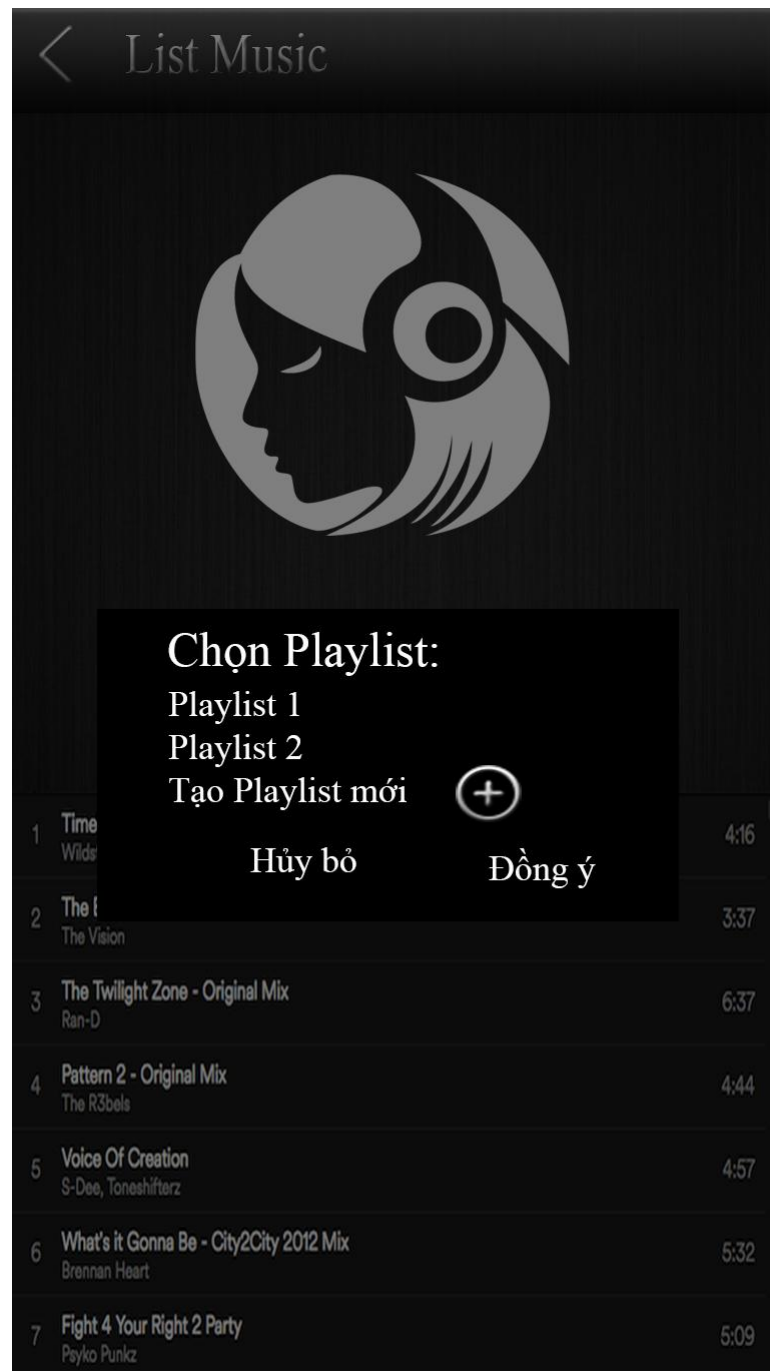 List Music
Chọn Playlist:
Playlist 1
Playlist 2
Tạo Playlist mới
Hủy bỏ Đồng ý
1 Time 4:16
2 The 3:37
The Vision
3 The Twilight Zone - Original Mix 6:37
Ran-D
4 Pattern 2 - Original Mix 4:44
The R3bels
5 Voice Of Creation 4:57
S-Dee, Toneshifterz
6 What's it Gonna Be - City2City 2012 Mix 5:32
Brennan Heart
7 Fight 4 Your Right 2 Party 5:09
Psyko Punkz